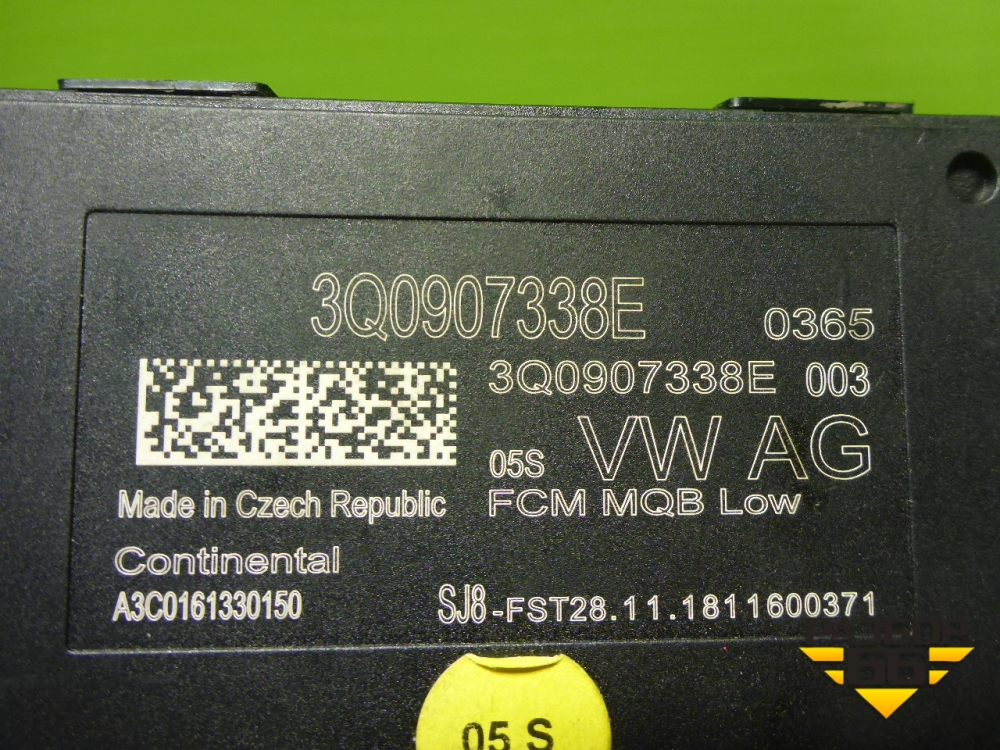 3Q0907338E
0365
3Q0907338E 003
05S VW AG
FCM MQB Low
Made in Czech Republic
Continental
A3C0161330150
SJ8-FST28.11.1811600371
05 S
66